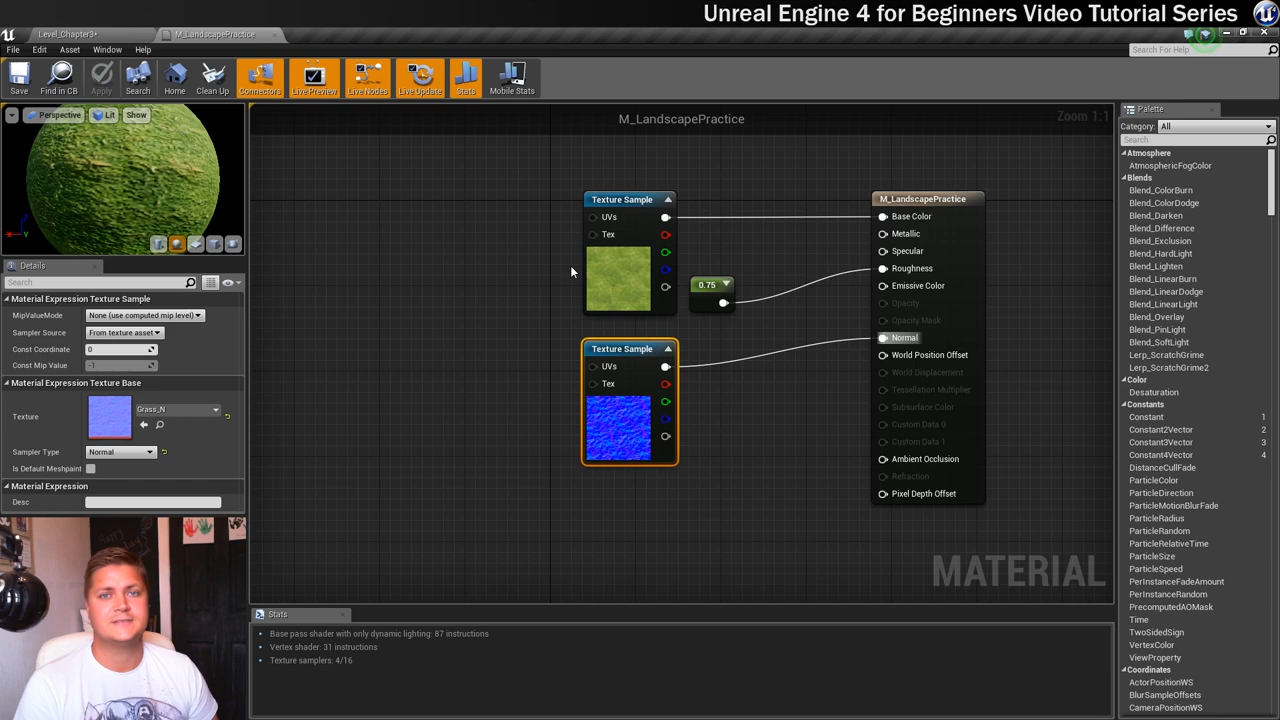 Unreal Engine 4 for Beginners Video Tutorial Series
Level_Chapter3*
M_LandscapePractice
File Edit Asset Window Help
Search For Help
Save
Find in CB
Apply
Search
Home
Clean Up
Connectors
Live Preview
Live Nodes
Live Update
Stats
Mobile Stats
Perspective
Lit
Show
Details
Search
Material Expression Texture Sample
MipValueMode None (use computed mip level)
Sampler Source From texture asset
Const Coordinate 0
Const Mip Value -1
Material Expression Texture Base
Texture Grass_N
Sampler Type Normal
Is Default Meshpaint
Material Expression
Desc
M_LandscapePractice
Zoom 1:1
Texture Sample
UVs
Tex
0.75
Texture Sample
UVs
Tex
M_LandscapePractice
Base Color
Metallic
Specular
Roughness
Emissive Color
Opacity
Opacity Mask
Normal
World Position Offset
World Displacement
Tessellation Multiplier
Subsurface Color
Custom Data 0
Custom Data 1
Ambient Occlusion
Refraction
Pixel Depth Offset
MATERIAL
Stats
Base pass shader with only dynamic lighting: 87 instructions
Vertex shader: 31 instructions
Texture samplers: 4/16
Palette
Category: All
Search
Atmosphere
AtmosphericFogColor
Blends
Blend_ColorBurn
Blend_ColorDodge
Blend_Darken
Blend_Difference
Blend_Exclusion
Blend_HardLight
Blend_Lighten
Blend_LinearBurn
Blend_LinearDodge
Blend_LinearLight
Blend_Overlay
Blend_PinLight
Blend_SoftLight
Lerp_ScratchGrime
Lerp_ScratchGrime2
Color
Desaturation
Constants
Constant 1
Constant2Vector 2
Constant3Vector 3
Constant4Vector 4
DistanceCullFade
ParticleColor
ParticleDirection
ParticleMotionBlurFade
ParticleRadius
ParticleRandom
ParticleRelativeTime
ParticleSize
ParticleSpeed
PerInstanceFadeAmount
PerInstanceRandom
PrecomputedAOMask
Time
TwoSidedSign
VertexColor
ViewProperty
Coordinates
ActorPositionWS
BlurSampleOffsets
CameraPositionWS